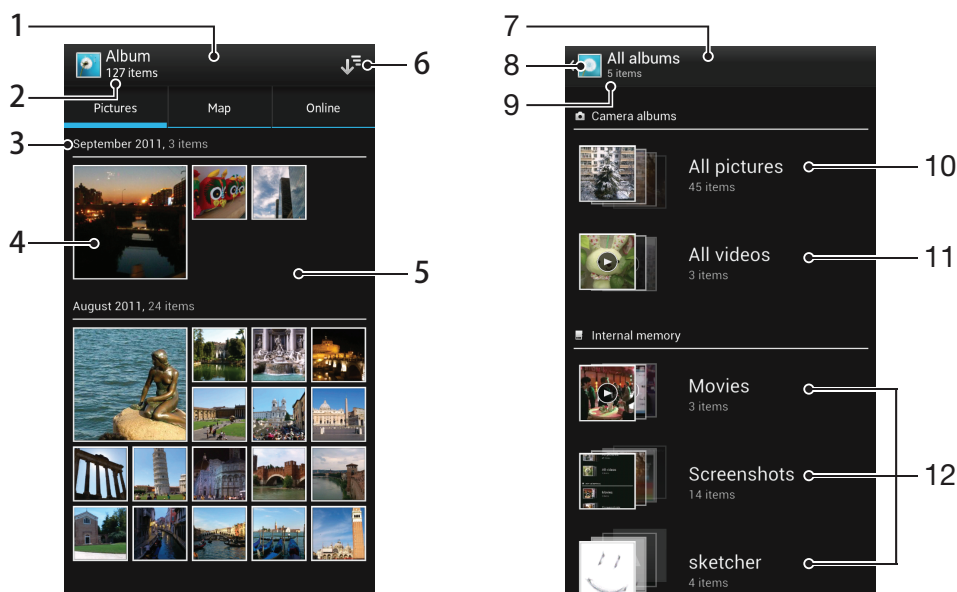 1
Album
127 items
2
6
Pictures
Map
Online
3
September 2011, 3 items
4
5
August 2011, 24 items
7
8
All albums
5 items
9
Camera albums
All pictures
45 items
10
All videos
3 items
11
Internal memory
Movies
3 items
Screenshots
14 items
12
sketcher
4 items